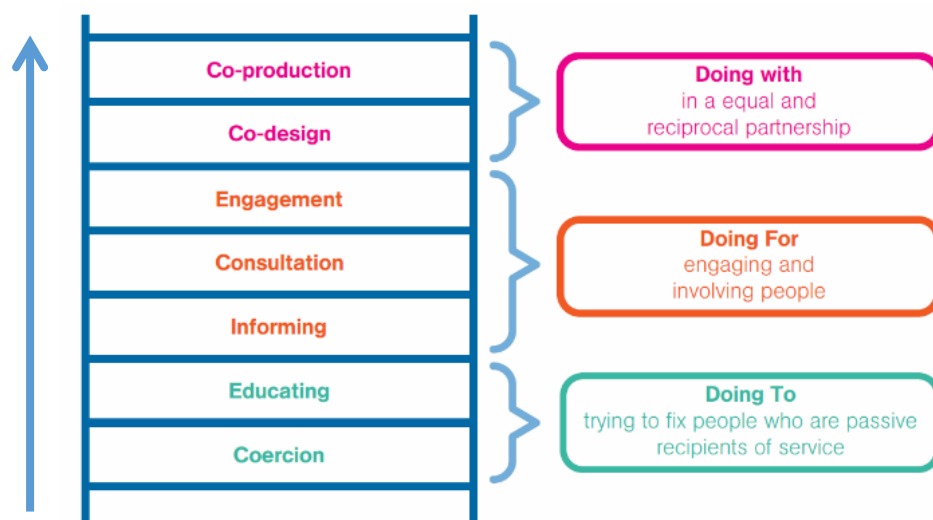 Co-production
Co-design
Doing with
in a equal and
reciprocal partnership
Engagement
Consultation
Informing
Doing For
engaging and
involving people
Educating
Coercion
Doing To
trying to fix people who are passive
recipients of service